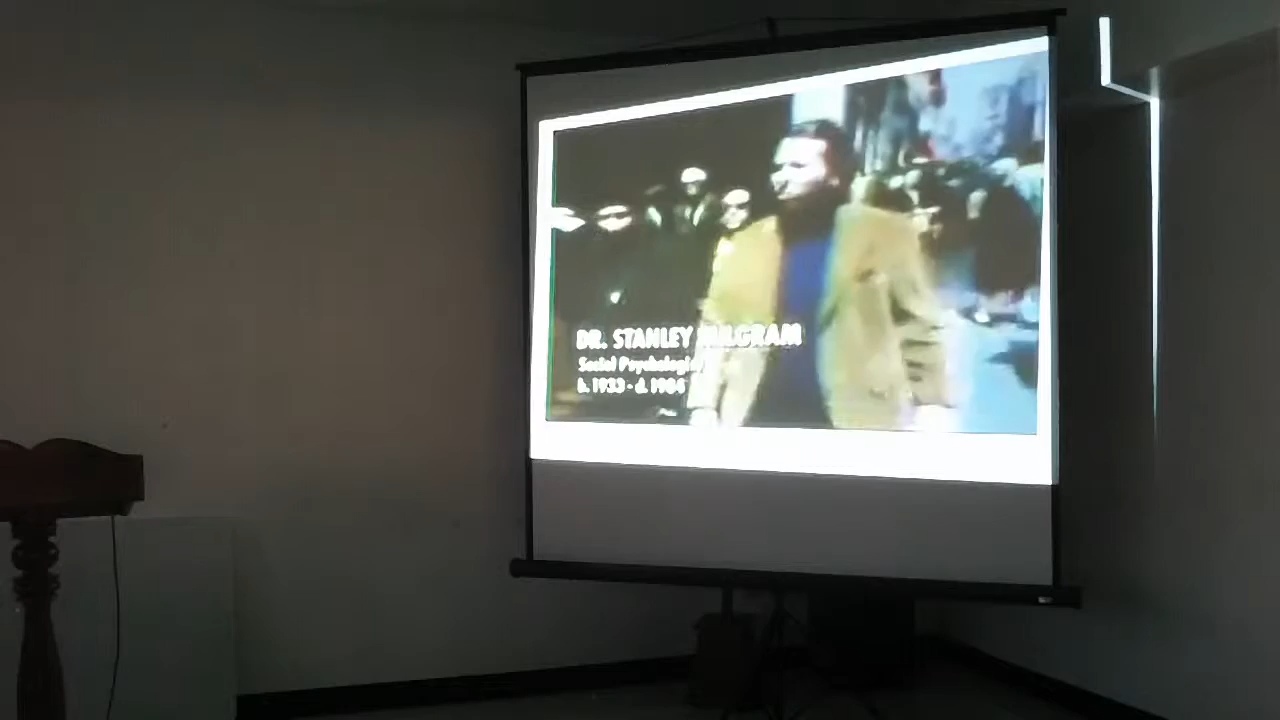 DR. STANLEY MILGRAM
Social Psychologist
b. 1933 - d. 1984